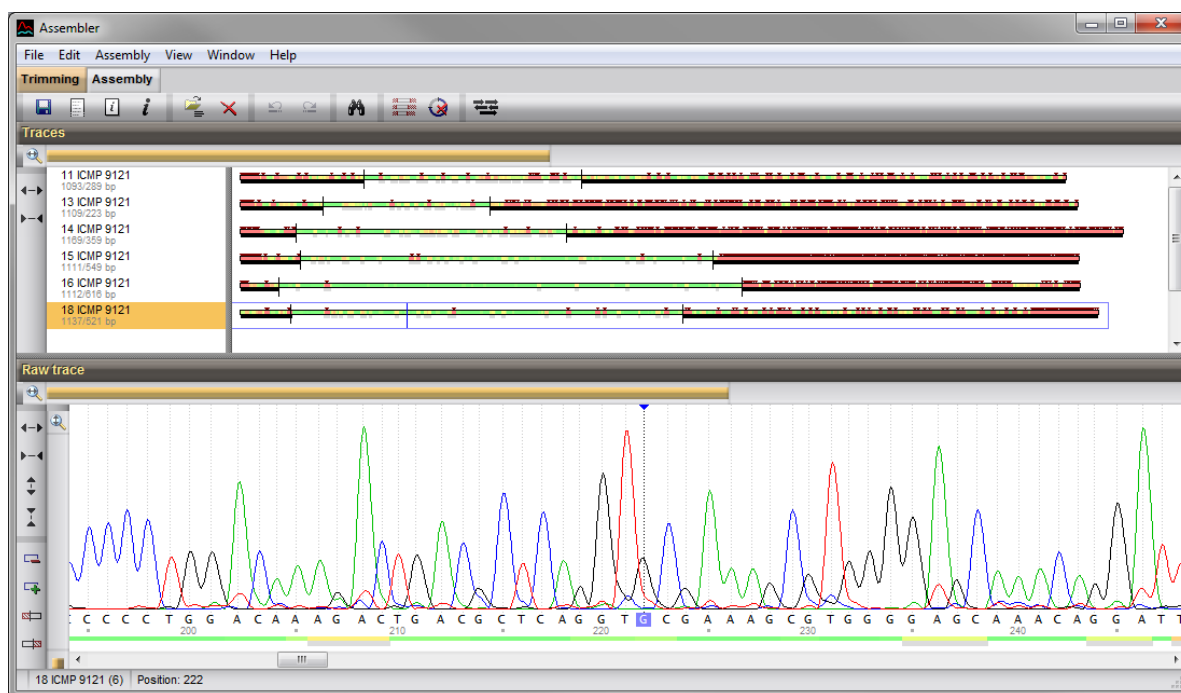 Assembler
File Edit Assembly View Window Help
Trimming Assembly
Traces
11 ICMP 9121
1093/289 bp
13 ICMP 9121
1109/223 bp
14 ICMP 9121
1169/359 bp
15 ICMP 9121
1111/549 bp
16 ICMP 9121
1112/616 bp
18 ICMP 9121
1137/521 bp
Raw trace
C C C C T G C A C A A A G A C T G A C G C T C A G G T G C G A A A G C G T G G G G A G C A A A C A G G A T T
200 210 220 230 240
18 ICMP 9121 (6) Position: 222